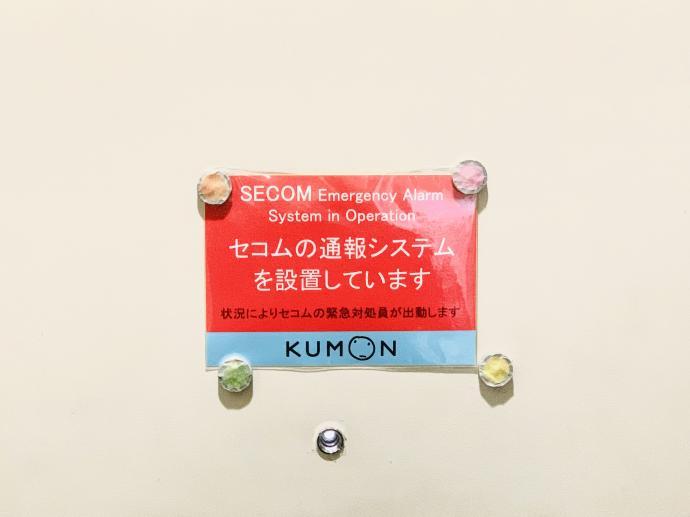 SECOM Emergency Alarm
System in Operation
セコムの通報システム
を設置しています
状況によりセコムの緊急対処員が出動します
KUMON